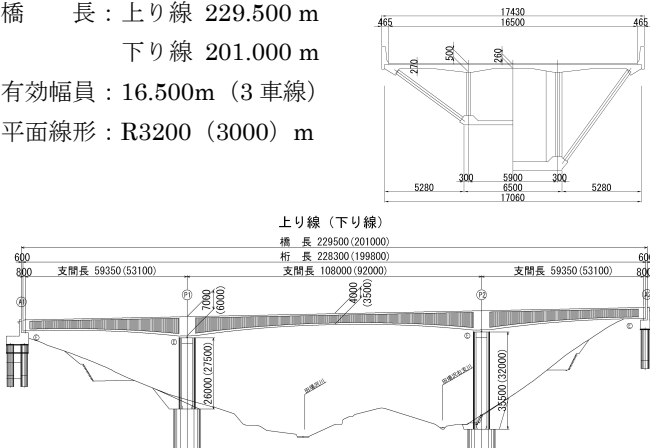 橋　　長：上り線 229.500 m
下り線 201.000 m
有効幅員：16.500m（3 車線）
平面線形：R3200（3000）m
17430
465 16500 465
270
500
260
300 5900 300
5280 6500 5280
17060
上り線（下り線）
橋 長 229500(201000)
600 桁 長 228300(199800) 600
800 支間長 59350(53100) 支間長 108000(92000) 支間長 59350(53100) 800
A1 P1 P2
7000
(6000)
4000
(3500)
26000(27500)
35500(32000)